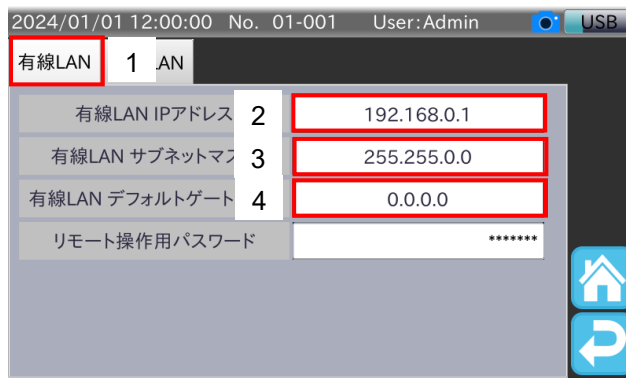 2024/01/01 12:00:00 No. 01-001 User:Admin USB
有線LAN 1 .AN
有線LAN IPアドレス 2 192.168.0.1
有線LAN サブネットマス 3 255.255.0.0
有線LAN デフォルトゲート 4 0.0.0.0
リモート操作用パスワード *******